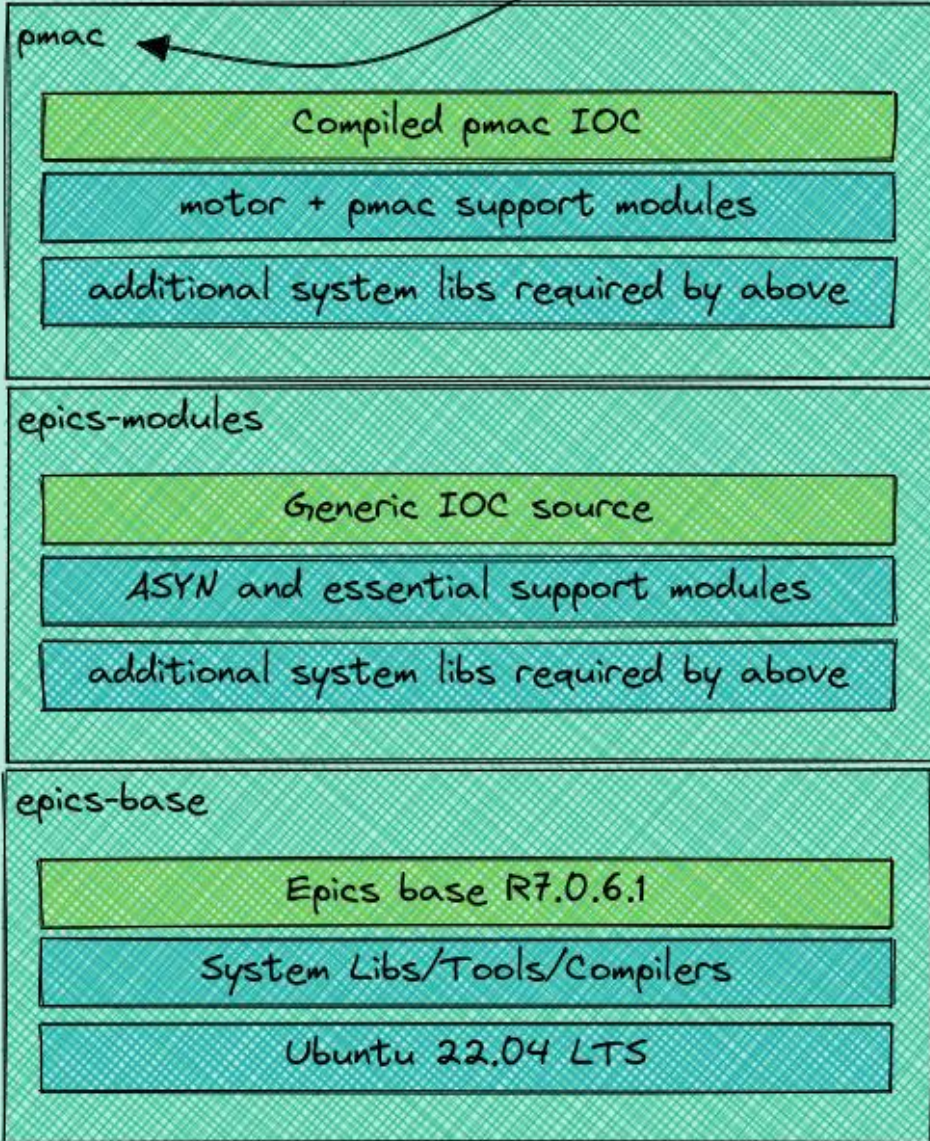 pmac
Compiled pmac IOC
motor + pmac support modules
additional system libs required by above
epics-modules
Generic IOC source
ASYN and essential support modules
additional system libs required by above
epics-base
Epics base R7.0.6.1
System Libs/Tools/Compilers
Ubuntu 22.04 LTS